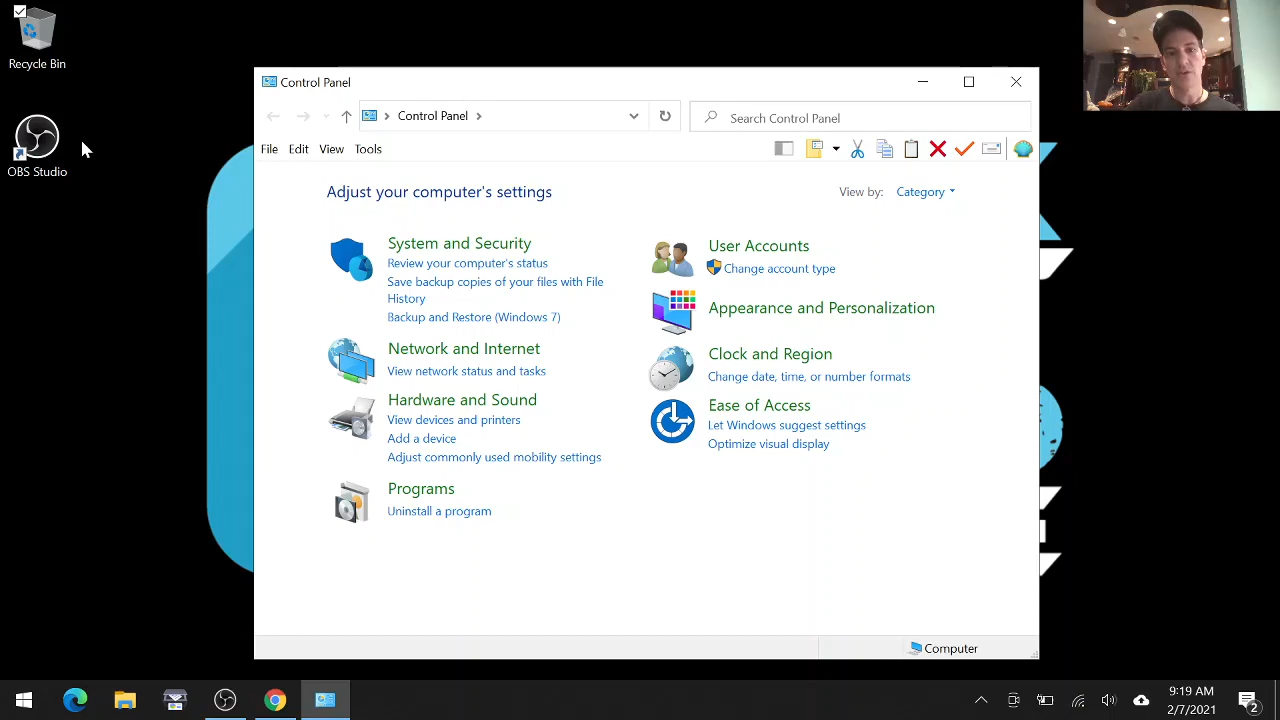 Recycle Bin
OBS Studio
Control Panel
Control Panel
Search Control Panel
File Edit View Tools
Adjust your computer's settings
View by: Category
System and Security
Review your computer's status
Save backup copies of your files with File
History
Backup and Restore (Windows 7)
Network and Internet
View network status and tasks
Hardware and Sound
View devices and printers
Add a device
Adjust commonly used mobility settings
Programs
Uninstall a program
User Accounts
Change account type
Appearance and Personalization
Clock and Region
Change date, time, or number formats
Ease of Access
Let Windows suggest settings
Optimize visual display
Computer
9:19 AM
2/7/2021
2